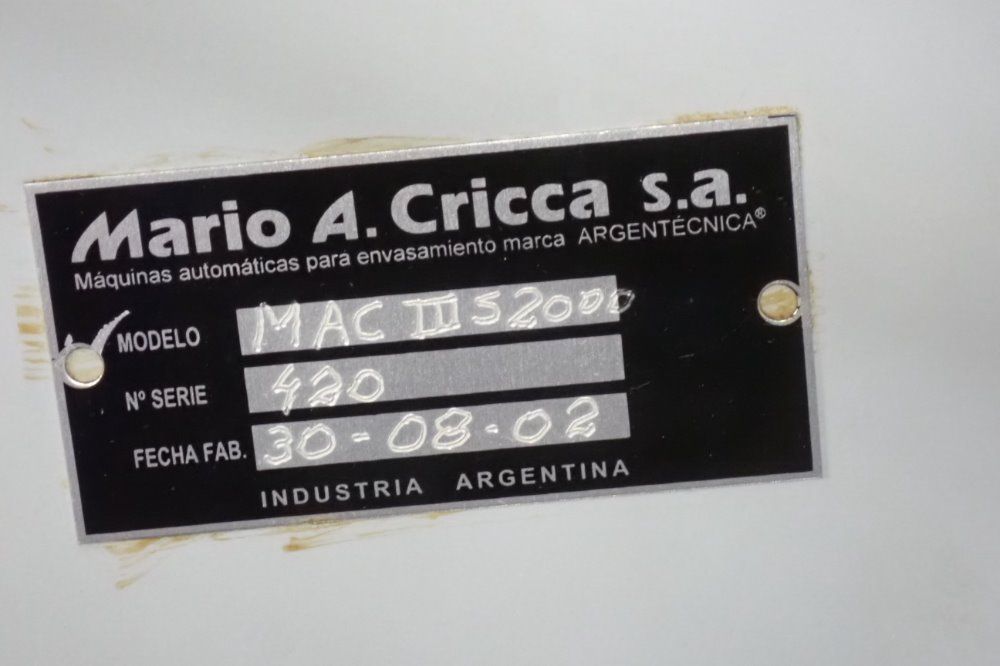 Mario A. Cricca s.a.
Máquinas automáticas para envasamiento marca ARGENTÉCNICA®
MODELO MAC III S2000
Nº SERIE 420
FECHA FAB. 30-08-02
INDUSTRIA ARGENTINA